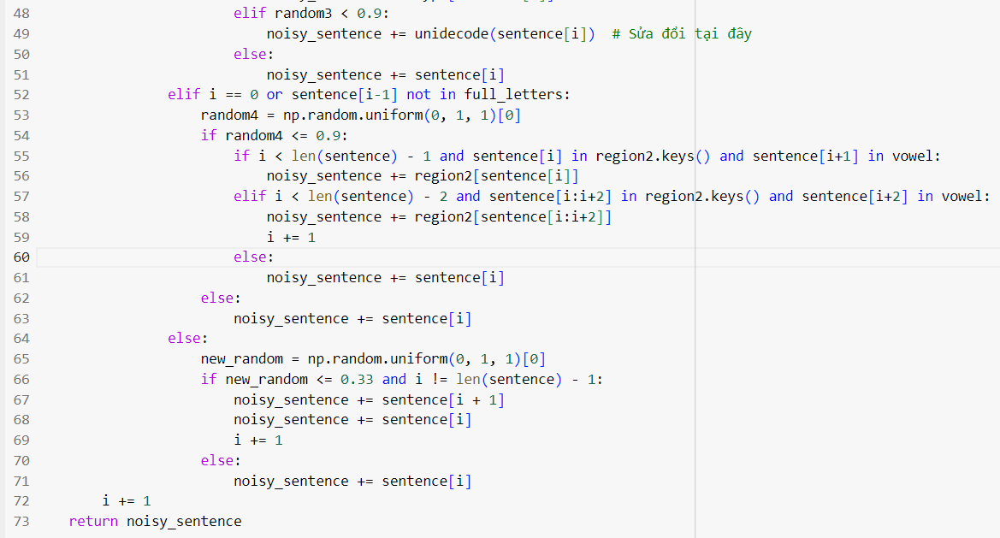 48 elif random3 < 0.9:
49 noisy_sentence += unidecode(sentence[i])  # Sửa đổi tại đây
50 else:
51 noisy_sentence += sentence[i]
52 elif i == 0 or sentence[i-1] not in full_letters:
53 random4 = np.random.uniform(0, 1, 1)[0]
54 if random4 <= 0.9:
55 if i < len(sentence) - 1 and sentence[i] in region2.keys() and sentence[i+1] in vowel:
56 noisy_sentence += region2[sentence[i]]
57 elif i < len(sentence) - 2 and sentence[i:i+2] in region2.keys() and sentence[i+2] in vowel:
58 noisy_sentence += region2[sentence[i:i+2]]
59 i += 1
60 else:
61 noisy_sentence += sentence[i]
62 else:
63 noisy_sentence += sentence[i]
64 else:
65 new_random = np.random.uniform(0, 1, 1)[0]
66 if new_random <= 0.33 and i != len(sentence) - 1:
67 noisy_sentence += sentence[i + 1]
68 noisy_sentence += sentence[i]
69 i += 1
70 else:
71 noisy_sentence += sentence[i]
72 i += 1
73 return noisy_sentence